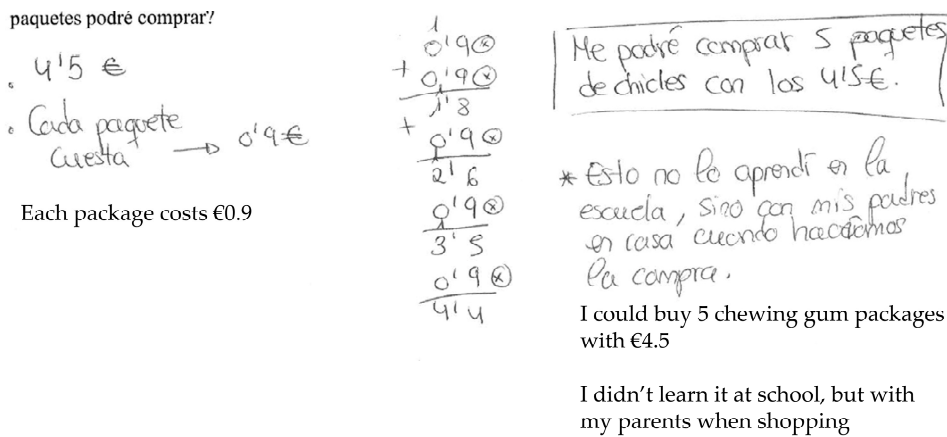 paquetes podré comprar?
• 4'5 €
• Cada paquete
cuesta → 0'9€
Each package costs €0.9
1
0'9 ⊗
+ 0'9 ⊗
1'8
+ 0'9 ⊗
2'6
0'9 ⊗
3'5
0'9 ⊗
4'4
Me podré comprar 5 paquetes
de chicles con los 4'5€.
* Esto no lo aprendí en la
escuela, sino con mis padres
en casa cuando hacíamos
la compra.
I could buy 5 chewing gum packages
with €4.5
I didn't learn it at school, but with
my parents when shopping